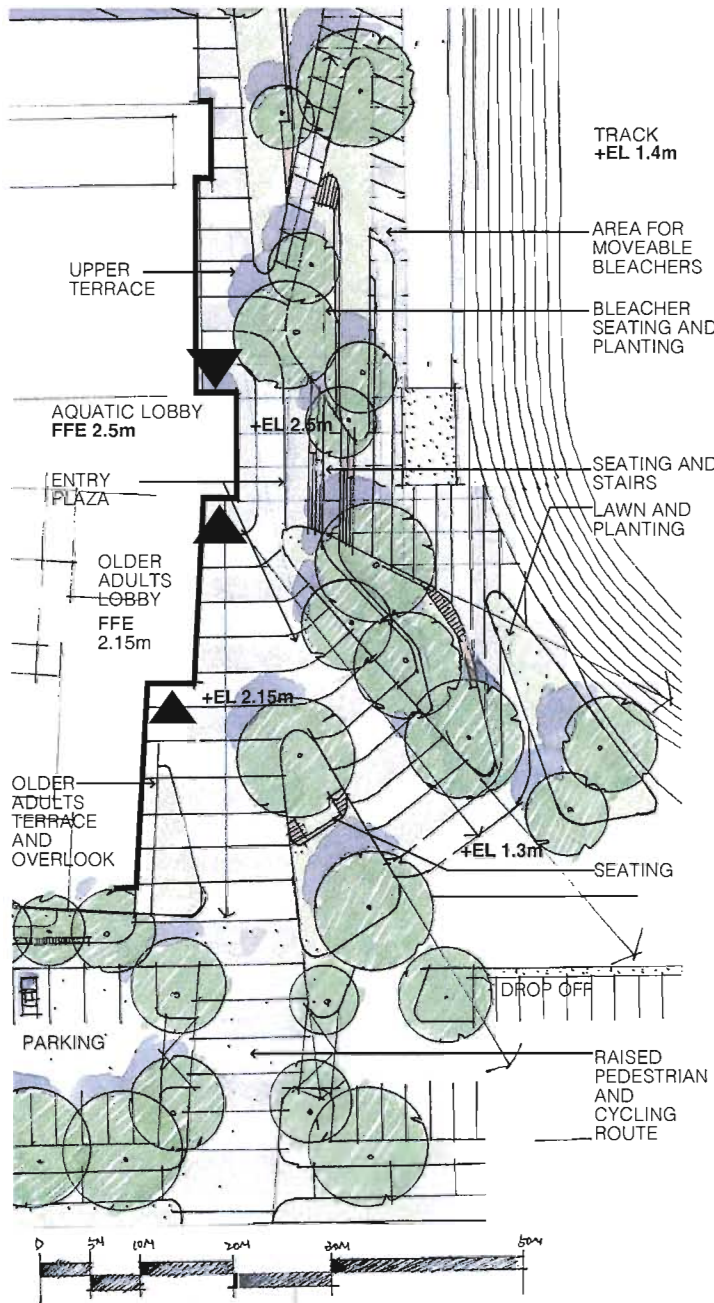 TRACK
+EL 1.4m
AREA FOR
MOVEABLE
BLEACHERS
UPPER
TERRACE
BLEACHER
SEATING AND
PLANTING
AQUATIC LOBBY
FFE 2.5m
+EL 2.5m
ENTRY
PLAZA
SEATING AND
STAIRS
LAWN AND
PLANTING
OLDER
ADULTS
LOBBY
FFE
2.15m
+EL 2.15m
OLDER
ADULTS
TERRACE
AND
OVERLOOK
+EL 1.3m
SEATING
DROP OFF
PARKING
RAISED
PEDESTRIAN
AND
CYCLING
ROUTE
0 5M 10M 20M 30M 50M